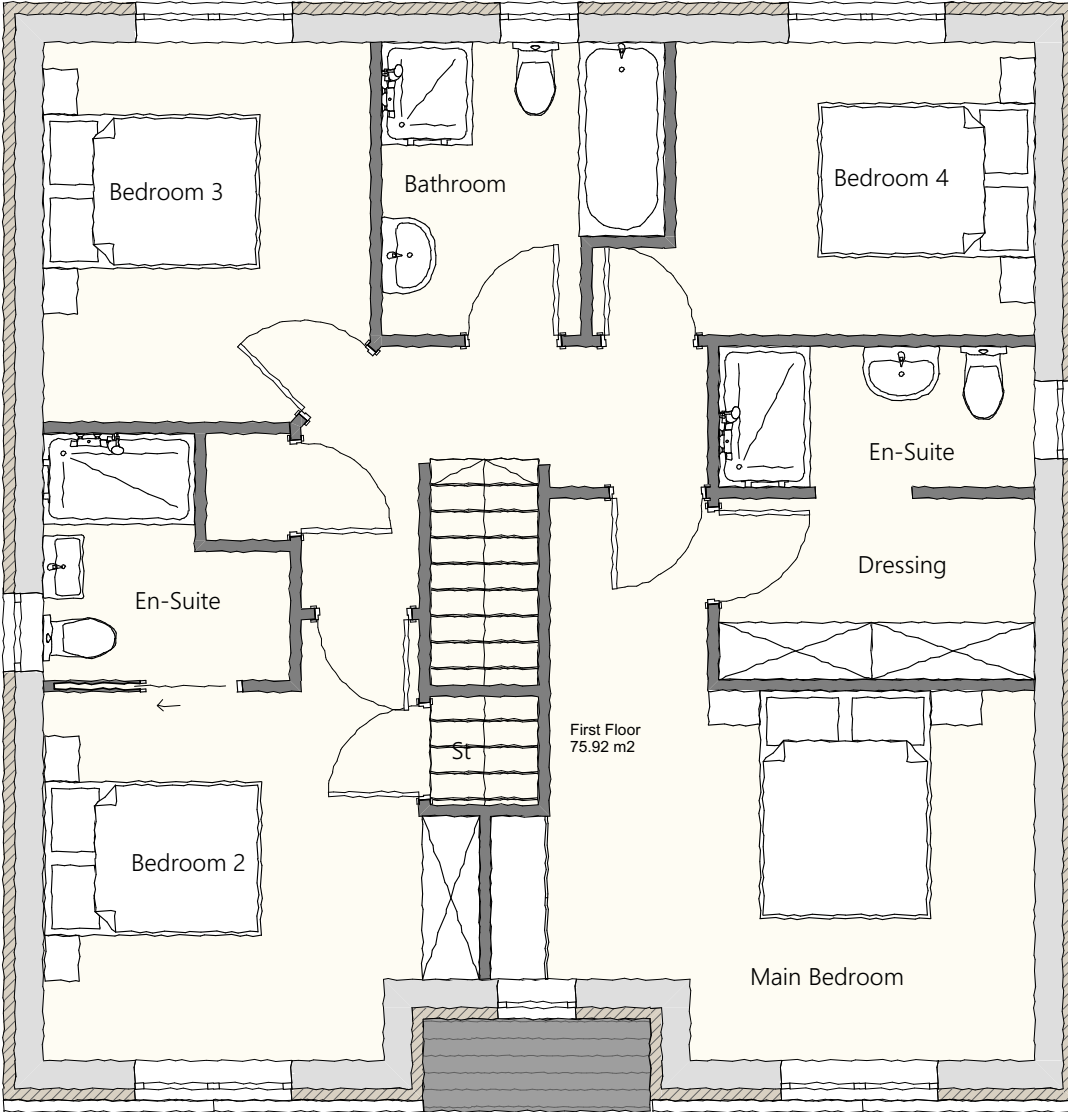 Bedroom 3
Bathroom
Bedroom 4
En-Suite
Dressing
En-Suite
First Floor
75.92 m2
St
Bedroom 2
Main Bedroom